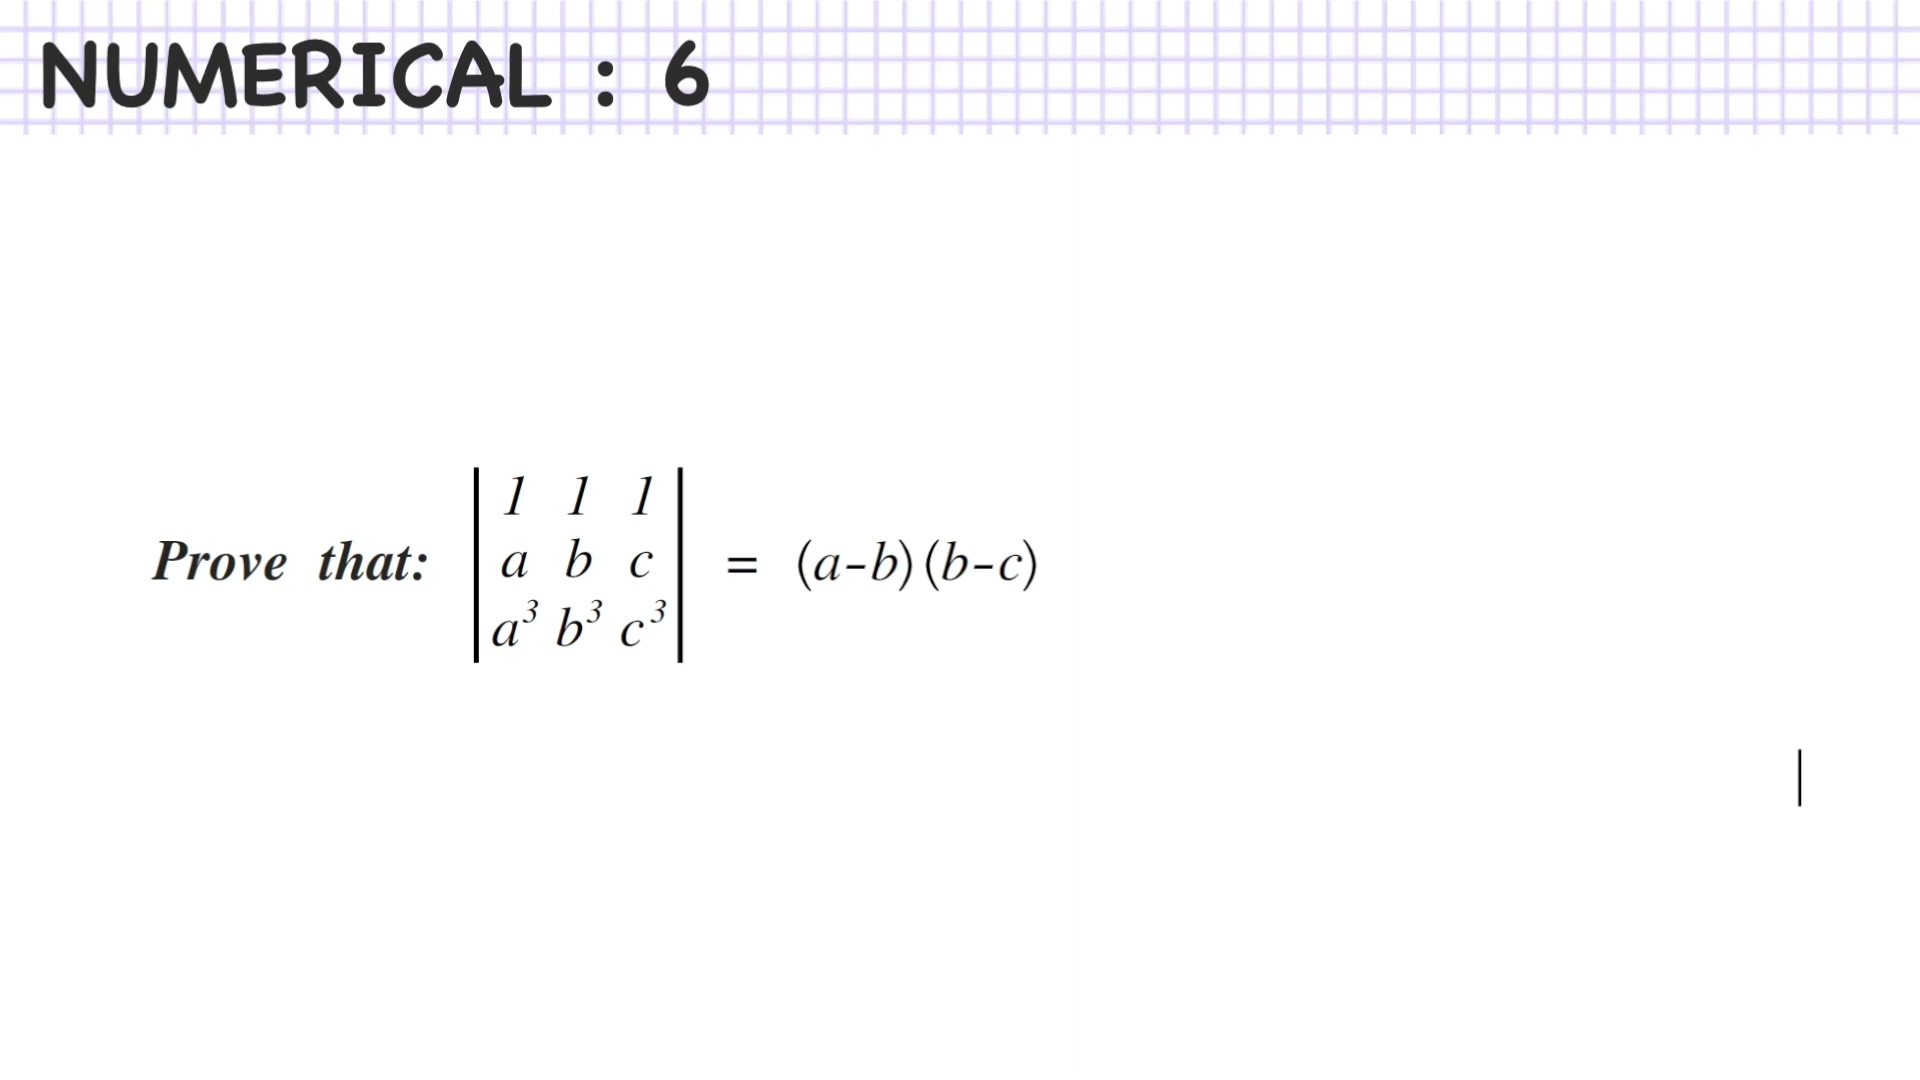 NUMERICAL : 6
1 1 1
Prove that: a b c = (a-b)(b-c)
a³ b³ c³